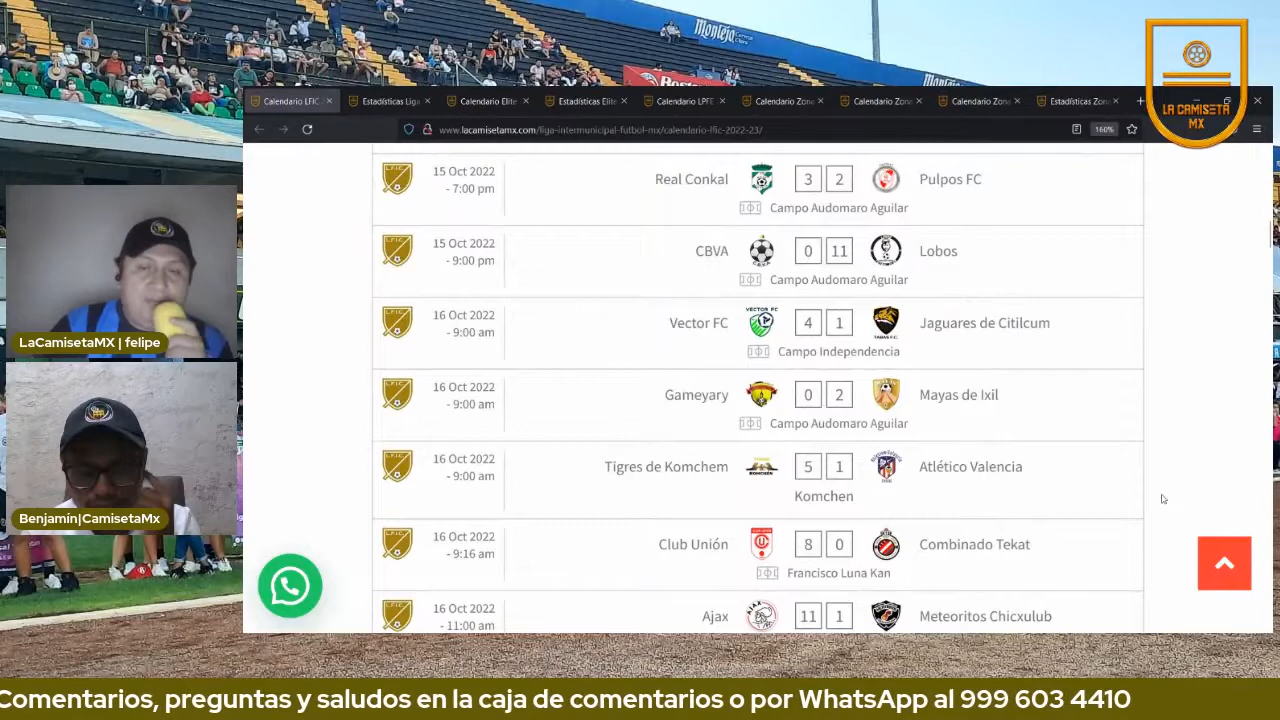 Montejo
LA CAMISETA
MX
Calendario LFIC
Estadísticas Liga
Calendario Elite
Estadísticas Elite
Calendario LPFE
Calendario Zona
Calendario Zona
Calendario Zona
Estadísticas Zona
www.lacamisetamx.com/liga-intermunicipal-futbol-mx/calendario-lfic-2022-23/
160%
15 Oct 2022
- 7:00 pm
Real Conkal 3 2 Pulpos FC
Campo Audomaro Aguilar
15 Oct 2022
- 9:00 pm
CBVA 0 11 Lobos
Campo Audomaro Aguilar
16 Oct 2022
- 9:00 am
Vector FC 4 1 Jaguares de Citilcum
Campo Independencia
16 Oct 2022
- 9:00 am
Gameyary 0 2 Mayas de Ixil
Campo Audomaro Aguilar
16 Oct 2022
- 9:00 am
Tigres de Komchem 5 1 Atlético Valencia
Komchen
16 Oct 2022
- 9:16 am
Club Unión 8 0 Combinado Tekat
Francisco Luna Kan
16 Oct 2022
- 11:00 am
Ajax 11 1 Meteoritos Chicxulub
LaCamisetaMX | felipe
Benjamín|CamisetaMx
Comentarios, preguntas y saludos en la caja de comentarios o por WhatsApp al 999 603 4410